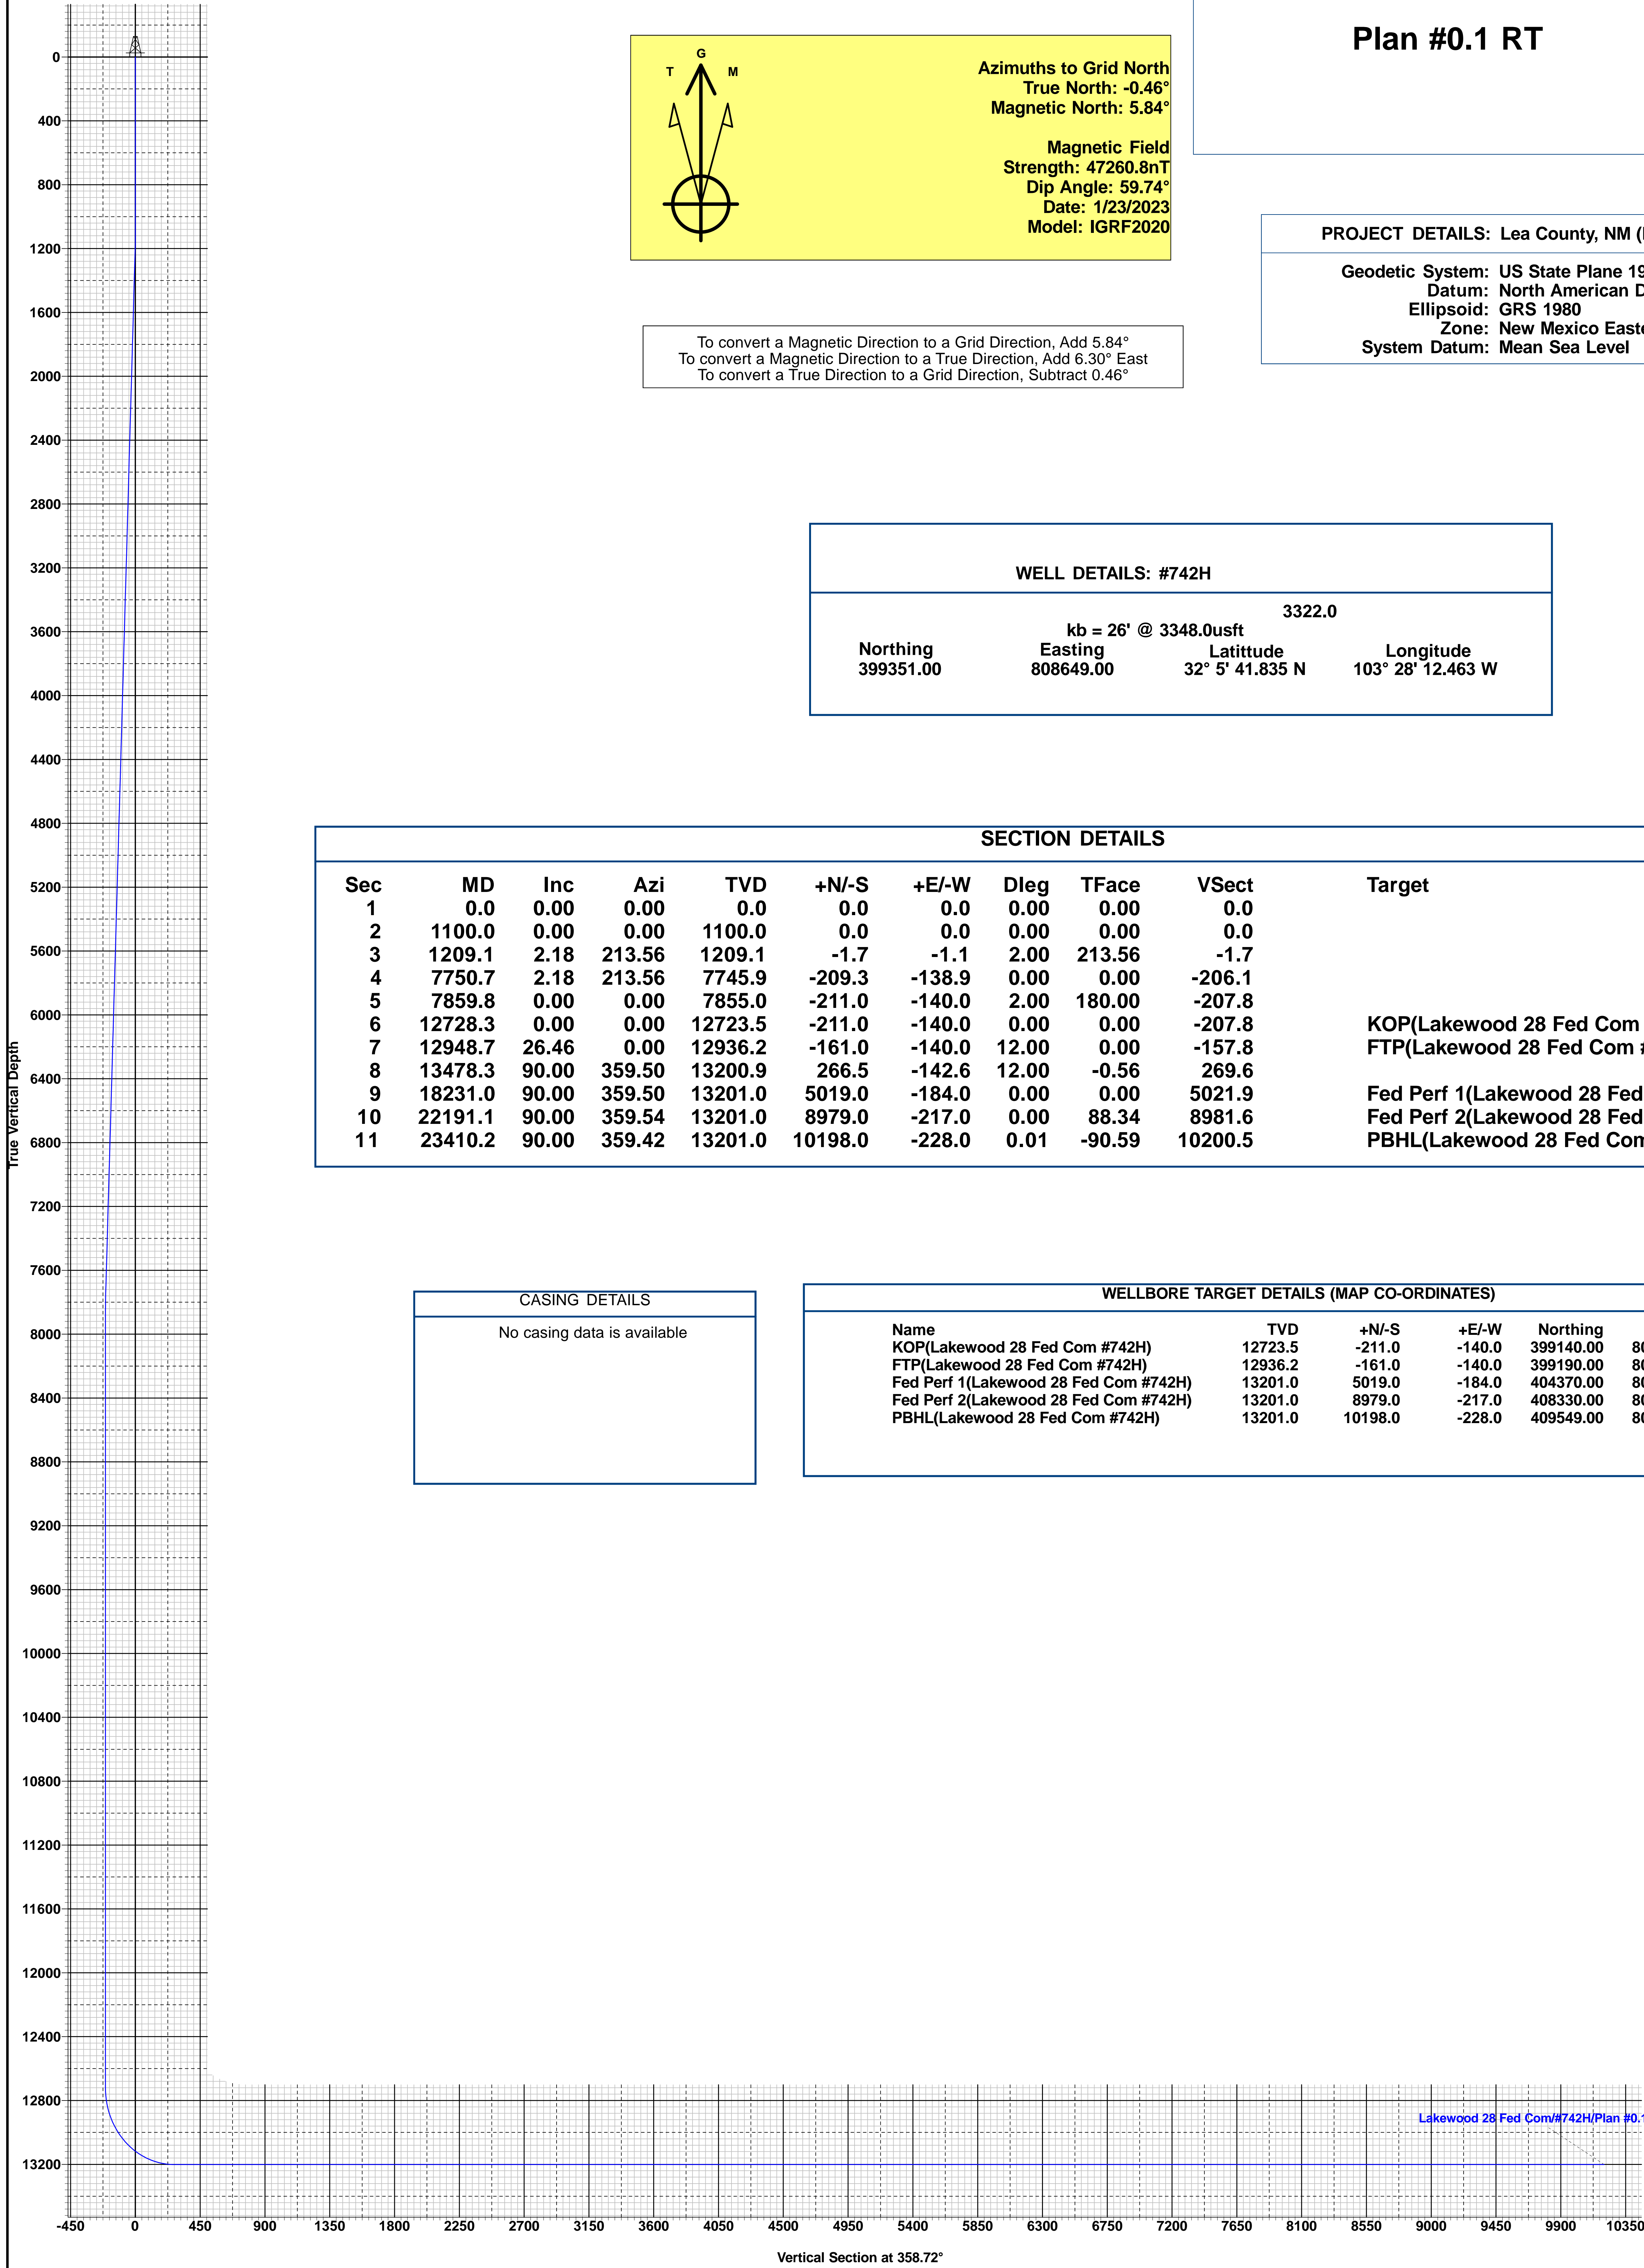 Plan #0.1 RT
G
T M
Azimuths to Grid North
True North: -0.46°
Magnetic North: 5.84°
Magnetic Field
Strength: 47260.8nT
Dip Angle: 59.74°
Date: 1/23/2023
Model: IGRF2020
PROJECT DETAILS: Lea County, NM (
Geodetic System: US State Plane 19
Datum: North American D
Ellipsoid: GRS 1980
Zone: New Mexico Easte
System Datum: Mean Sea Level
To convert a Magnetic Direction to a Grid Direction, Add 5.84°
To convert a Magnetic Direction to a True Direction, Add 6.30° East
To convert a True Direction to a Grid Direction, Subtract 0.46°
WELL DETAILS: #742H
3322.0
kb = 26' @ 3348.0usft
Northing Easting Latittude Longitude
399351.00 808649.00 32° 5' 41.835 N 103° 28' 12.463 W
SECTION DETAILS
Sec MD Inc Azi TVD +N/-S +E/-W Dleg TFace VSect Target
1 0.0 0.00 0.00 0.0 0.0 0.0 0.00 0.00 0.0
2 1100.0 0.00 0.00 1100.0 0.0 0.0 0.00 0.00 0.0
3 1209.1 2.18 213.56 1209.1 -1.7 -1.1 2.00 213.56 -1.7
4 7750.7 2.18 213.56 7745.9 -209.3 -138.9 0.00 0.00 -206.1
5 7859.8 0.00 0.00 7855.0 -211.0 -140.0 2.00 180.00 -207.8
6 12728.3 0.00 0.00 12723.5 -211.0 -140.0 0.00 0.00 -207.8 KOP(Lakewood 28 Fed Com
7 12948.7 26.46 0.00 12936.2 -161.0 -140.0 12.00 0.00 -157.8 FTP(Lakewood 28 Fed Com #
8 13478.3 90.00 359.50 13200.9 266.5 -142.6 12.00 -0.56 269.6
9 18231.0 90.00 359.50 13201.0 5019.0 -184.0 0.00 0.00 5021.9 Fed Perf 1(Lakewood 28 Fed
10 22191.1 90.00 359.54 13201.0 8979.0 -217.0 0.00 88.34 8981.6 Fed Perf 2(Lakewood 28 Fed
11 23410.2 90.00 359.42 13201.0 10198.0 -228.0 0.01 -90.59 10200.5 PBHL(Lakewood 28 Fed Com
CASING DETAILS
No casing data is available
WELLBORE TARGET DETAILS (MAP CO-ORDINATES)
Name TVD +N/-S +E/-W Northing
KOP(Lakewood 28 Fed Com #742H) 12723.5 -211.0 -140.0 399140.00 80
FTP(Lakewood 28 Fed Com #742H) 12936.2 -161.0 -140.0 399190.00 80
Fed Perf 1(Lakewood 28 Fed Com #742H) 13201.0 5019.0 -184.0 404370.00 80
Fed Perf 2(Lakewood 28 Fed Com #742H) 13201.0 8979.0 -217.0 408330.00 80
PBHL(Lakewood 28 Fed Com #742H) 13201.0 10198.0 -228.0 409549.00 80
True Vertical Depth
0
400
800
1200
1600
2000
2400
2800
3200
3600
4000
4400
4800
5200
5600
6000
6400
6800
7200
7600
8000
8400
8800
9200
9600
10000
10400
10800
11200
11600
12000
12400
12800
13200
Lakewood 28 Fed Com/#742H/Plan #0.1
-450 0 450 900 1350 1800 2250 2700 3150 3600 4050 4500 4950 5400 5850 6300 6750 7200 7650 8100 8550 9000 9450 9900 10350
Vertical Section at 358.72°